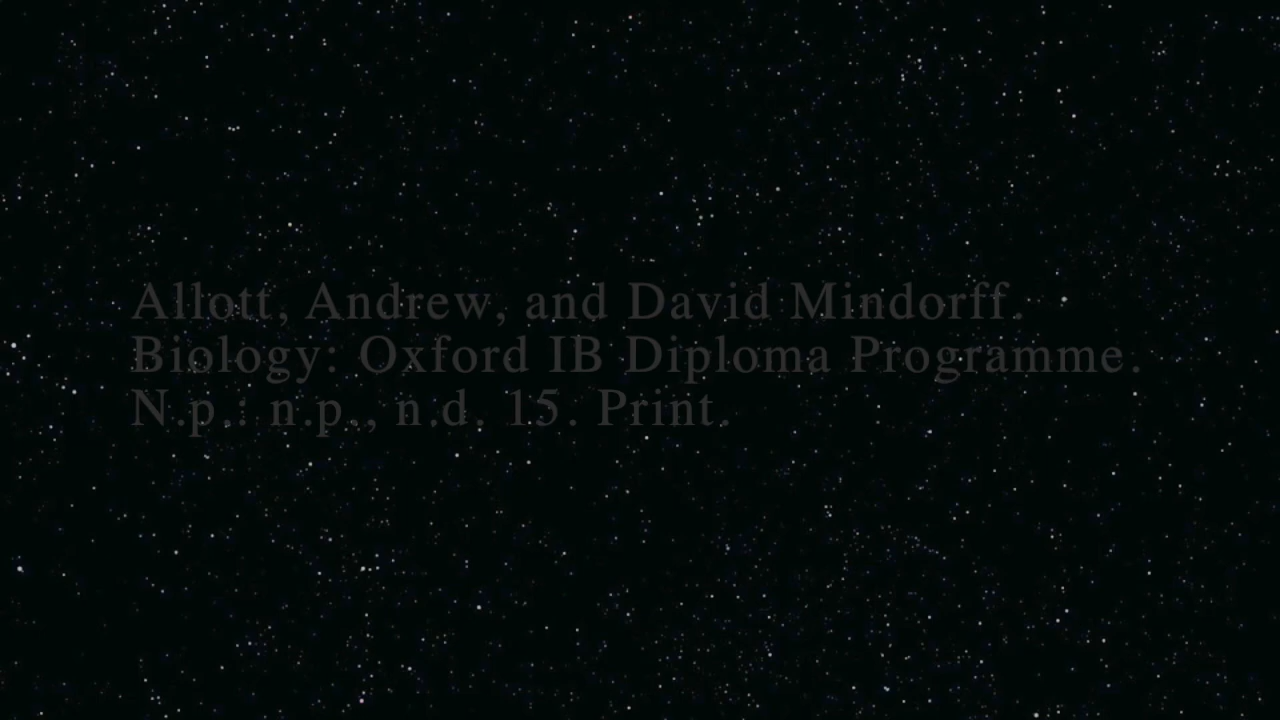 Allott, Andrew, and David Mindorff.
Biology: Oxford IB Diploma Programme.
N.p.: n.p., n.d. 15. Print.